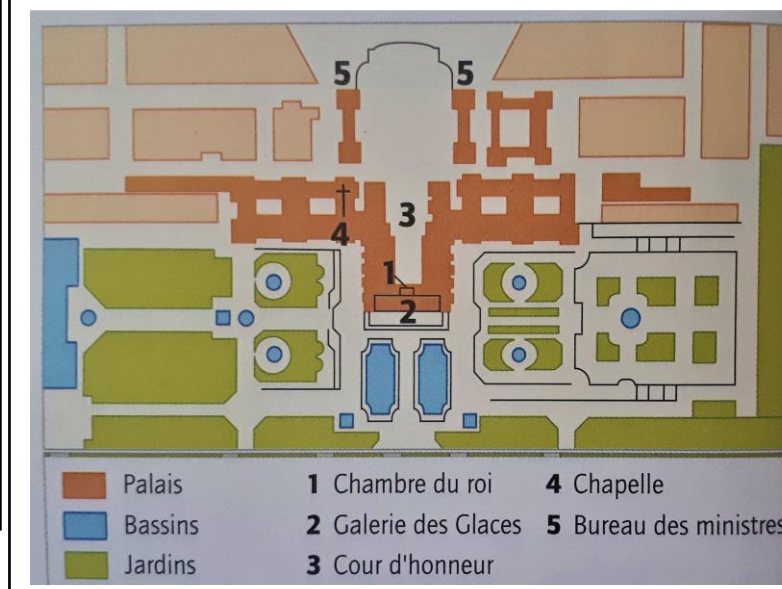 5 5
3
4
1
2
Palais 1 Chambre du roi 4 Chapelle
Bassins 2 Galerie des Glaces 5 Bureau des ministres
Jardins 3 Cour d'honneur